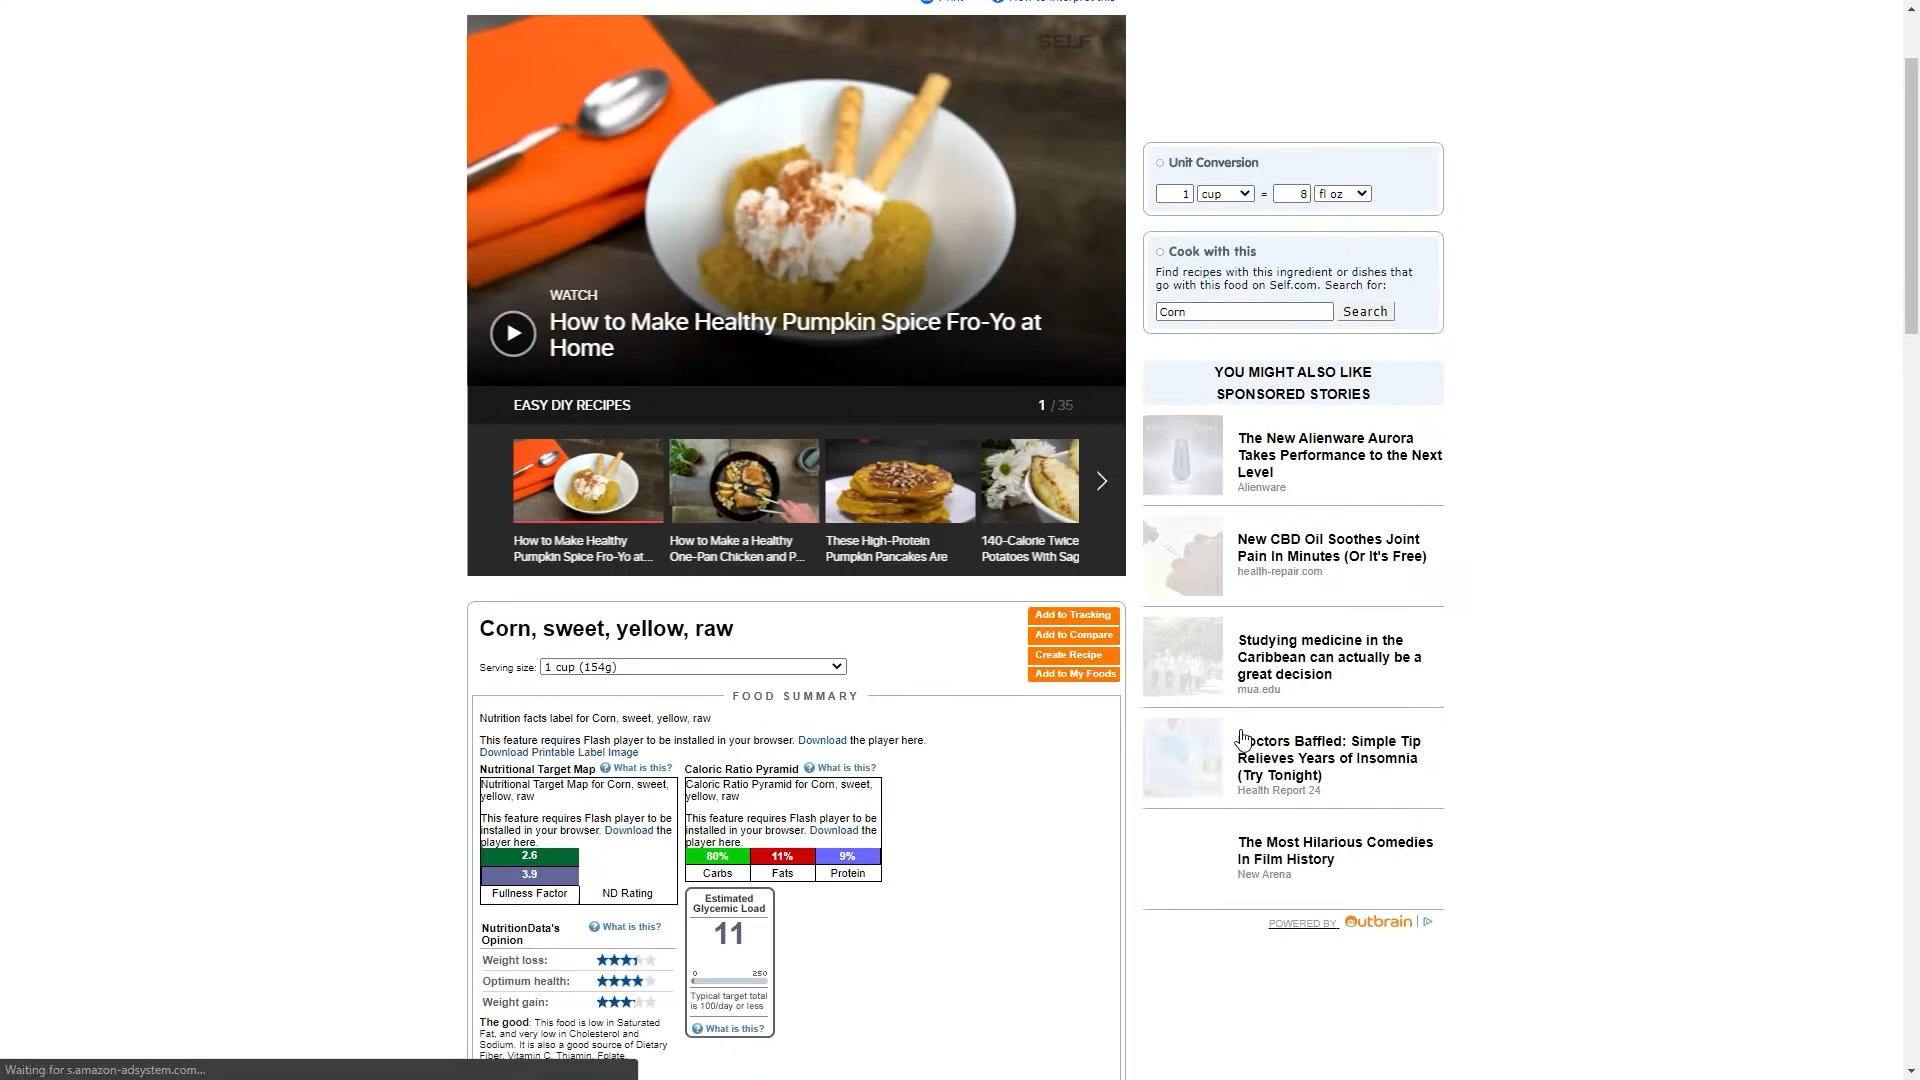 SELF
WATCH
How to Make Healthy Pumpkin Spice Fro-Yo at
Home
EASY DIY RECIPES
1 / 35
How to Make Healthy
Pumpkin Spice Fro-Yo at...
How to Make a Healthy
One-Pan Chicken and P...
These High-Protein
Pumpkin Pancakes Are
140-Calorie Twice
Potatoes With Sag
Corn, sweet, yellow, raw
Add to Tracking
Add to Compare
Create Recipe
Add to My Foods
Serving size: 1 cup (154g)
FOOD SUMMARY
Nutrition facts label for Corn, sweet, yellow, raw
This feature requires Flash player to be installed in your browser. Download the player here.
Download Printable Label Image
Nutritional Target Map What is this?
Nutritional Target Map for Corn, sweet,
yellow, raw
This feature requires Flash player to be
installed in your browser. Download the
player here.
2.6
3.9
Fullness Factor
ND Rating
Caloric Ratio Pyramid What is this?
Caloric Ratio Pyramid for Corn, sweet,
yellow, raw
This feature requires Flash player to be
installed in your browser. Download the
player here.
80% 11% 9%
Carbs Fats Protein
Estimated
Glycemic Load
11
0 250
Typical target total
is 100/day or less
What is this?
NutritionData's
Opinion
What is this?
Weight loss:
Optimum health:
Weight gain:
The good: This food is low in Saturated
Fat, and very low in Cholesterol and
Sodium. It is also a good source of Dietary
Fiber, Vitamin C, Thiamin, Folate,
Unit Conversion
1 cup = 8 fl oz
Cook with this
Find recipes with this ingredient or dishes that
go with this food on Self.com. Search for:
Corn Search
YOU MIGHT ALSO LIKE
SPONSORED STORIES
The New Alienware Aurora
Takes Performance to the Next
Level
Alienware
New CBD Oil Soothes Joint
Pain In Minutes (Or It's Free)
health-repair.com
Studying medicine in the
Caribbean can actually be a
great decision
mua.edu
Doctors Baffled: Simple Tip
Relieves Years of Insomnia
(Try Tonight)
Health Report 24
The Most Hilarious Comedies
In Film History
New Arena
POWERED BY Outbrain
Waiting for s.amazon-adsystem.com...